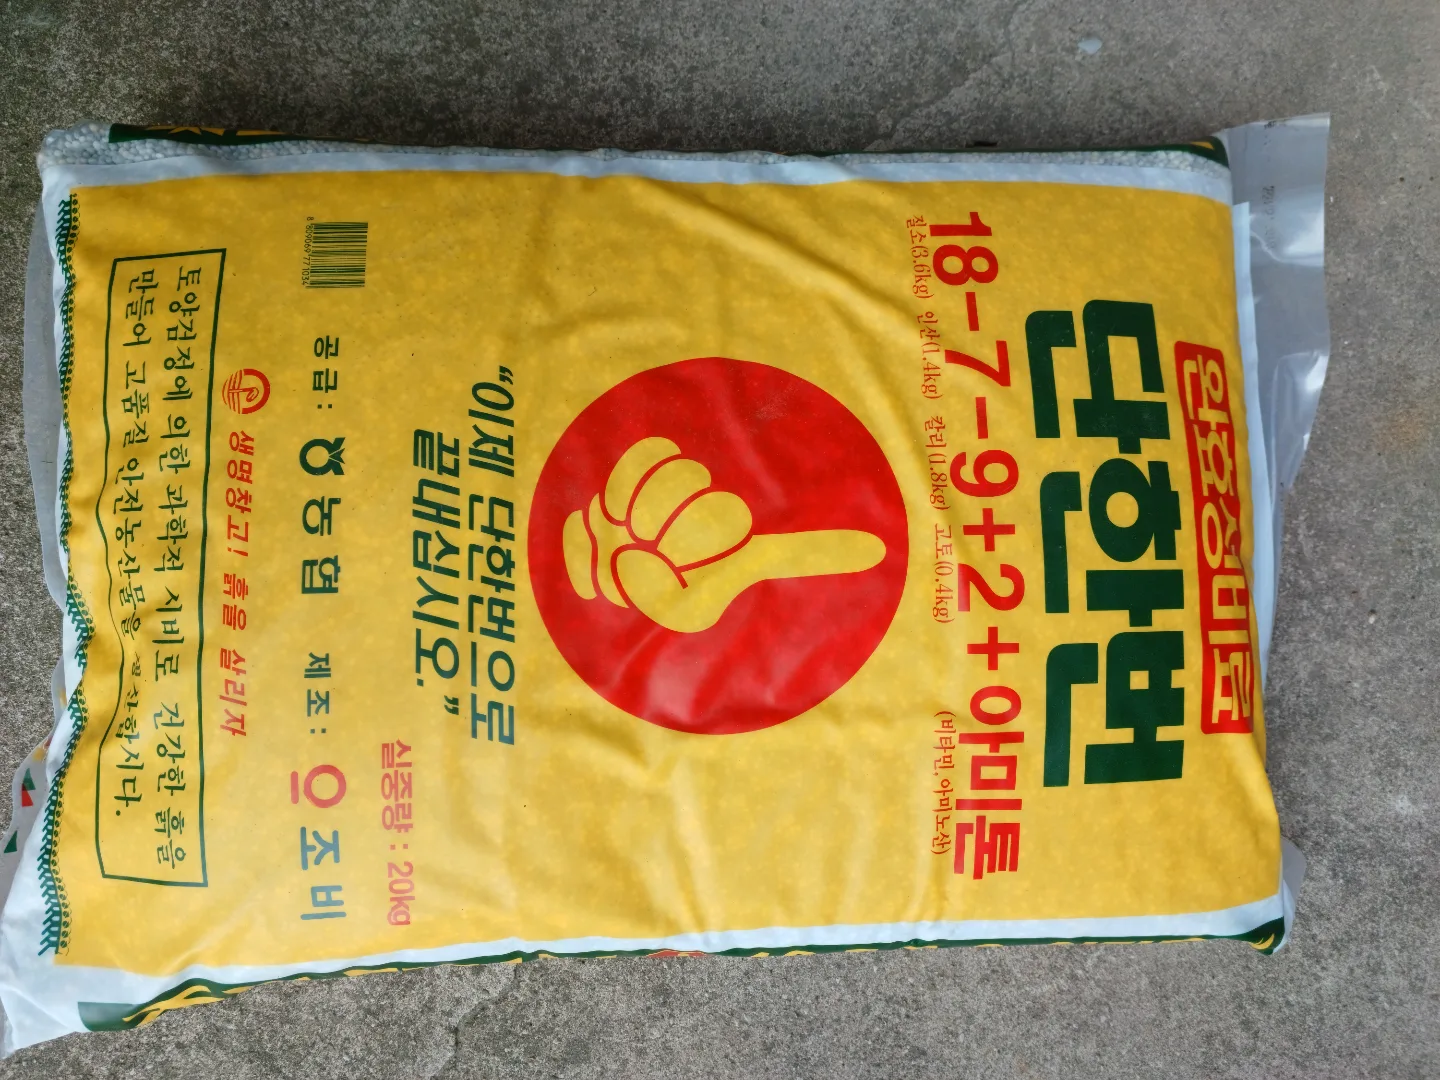 완효성비료
단한번
18-7-9+2+아미톤
질소(3.6kg) 인산(1.4kg) 칼리(1.8kg) 고토(0.4kg) (비타민, 아미노산)
“이제 단한번으로
끝내십시오.”
실중량 : 20kg
공급 : 농협 제조 : 조비
8 809069 771034
생명창고! 흙을 살리자
토양검정에 의한 과학적 시비로 건강한 흙을
만들어 고품질 안전농산물을 생산합시다.